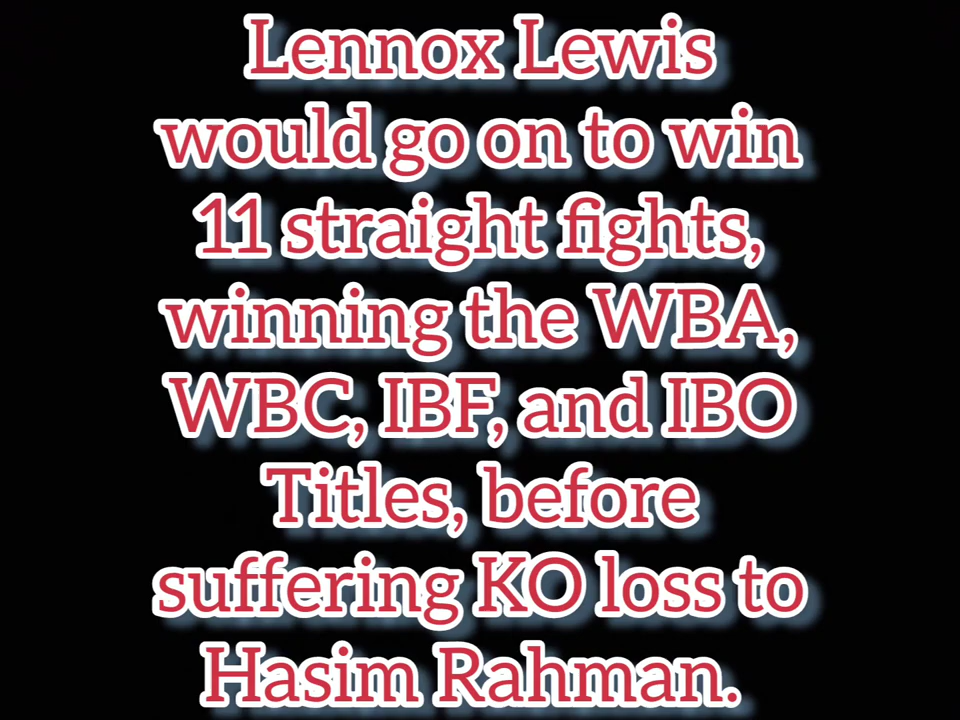 Lennox Lewis
would go on to win
11 straight fights,
winning the WBA,
WBC, IBF, and IBO
Titles, before
suffering KO loss to
Hasim Rahman.